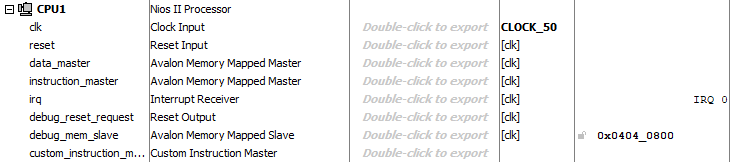 CPU1 Nios II Processor
clk Clock Input Double-click to export CLOCK_50
reset Reset Input Double-click to export [clk]
data_master Avalon Memory Mapped Master Double-click to export [clk]
instruction_master Avalon Memory Mapped Master Double-click to export [clk]
irq Interrupt Receiver Double-click to export [clk] IRQ 0
debug_reset_request Reset Output Double-click to export [clk]
debug_mem_slave Avalon Memory Mapped Slave Double-click to export [clk] 0x0404_0800
custom_instruction_m... Custom Instruction Master Double-click to export